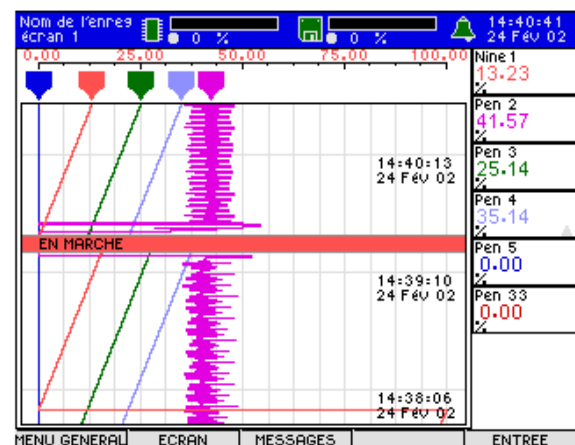 Nom de l'enreg
écran 1
0 %
0 %
14:40:41
24 Fév 02
0.00 25.00 50.00 75.00 100.00
Nine 1
13.23
%
Pen 2
41.57
%
Pen 3
25.14
%
Pen 4
35.14
%
Pen 5
0.00
%
Pen 33
0.00
%
14:40:13
24 Fév 02
EN MARCHE
14:39:10
24 Fév 02
14:38:06
24 Fév 02
MENU GENERAL ECRAN MESSAGES ENTREE